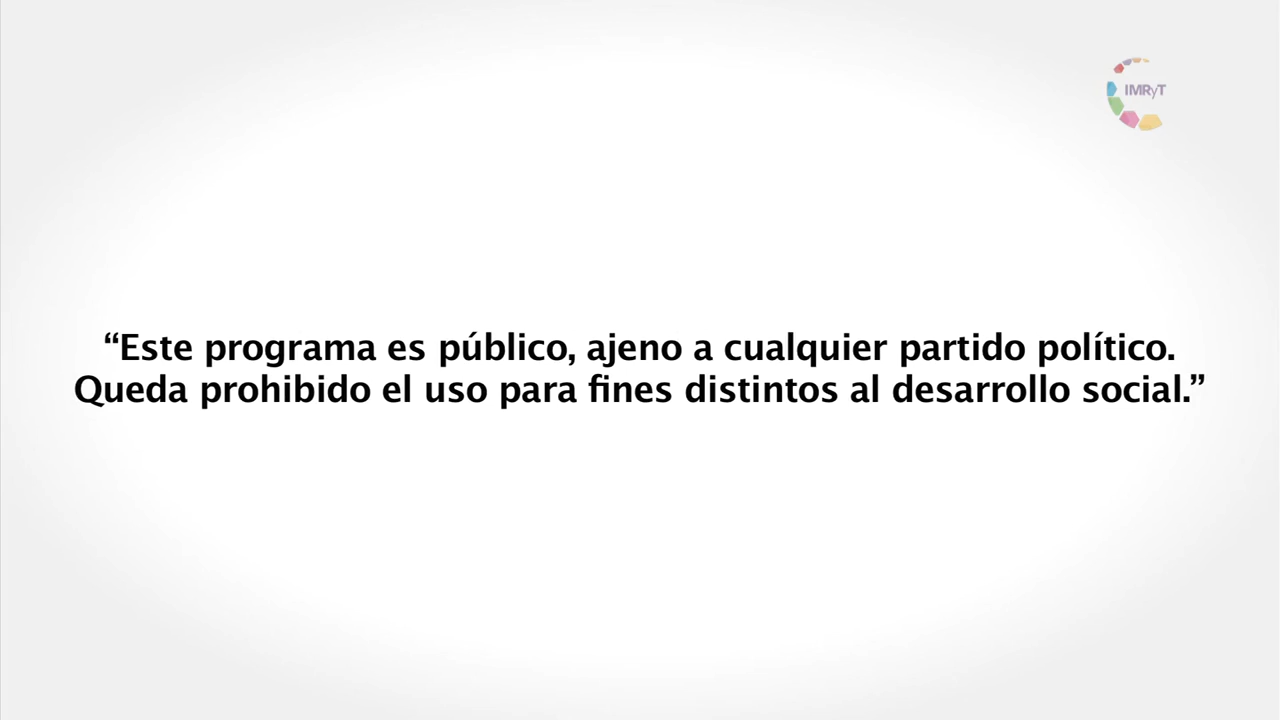 IMRyT
“Este programa es público, ajeno a cualquier partido político.
Queda prohibido el uso para fines distintos al desarrollo social.”